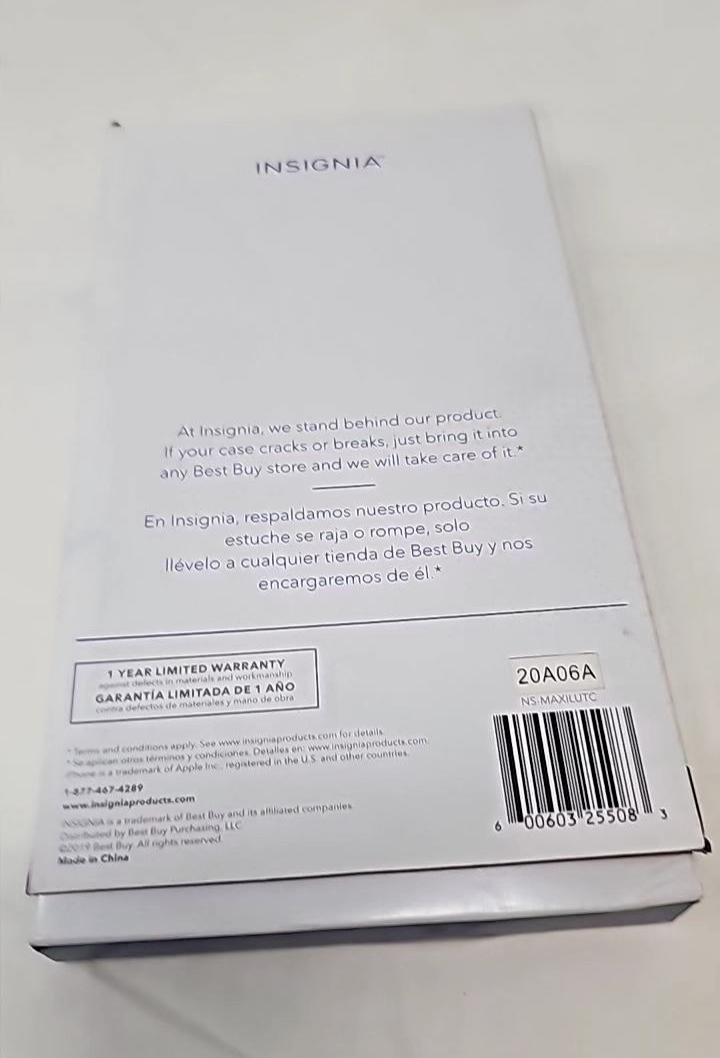 INSIGNIA™
At Insignia, we stand behind our product.
If your case cracks or breaks, just bring it into
any Best Buy store and we will take care of it.*
En Insignia, respaldamos nuestro producto. Si su
estuche se raja o rompe, solo
llévelo a cualquier tienda de Best Buy y nos
encargaremos de él.*
1 YEAR LIMITED WARRANTY
against defects in materials and workmanship
GARANTÍA LIMITADA DE 1 AÑO
contra defectos de materiales y mano de obra
* Terms and conditions apply. See www.insigniaproducts.com for details.
* Se aplican otros términos y condiciones. Detalles en: www.insigniaproducts.com.
iPhone is a trademark of Apple Inc., registered in the U.S. and other countries.
1-877-467-4289
www.insigniaproducts.com
INSIGNIA is a trademark of Best Buy and its affiliated companies.
Distributed by Best Buy Purchasing, LLC
©2019 Best Buy. All rights reserved.
Made in China
20A06A
NS-MAXILUTC
6 00603 25508 3